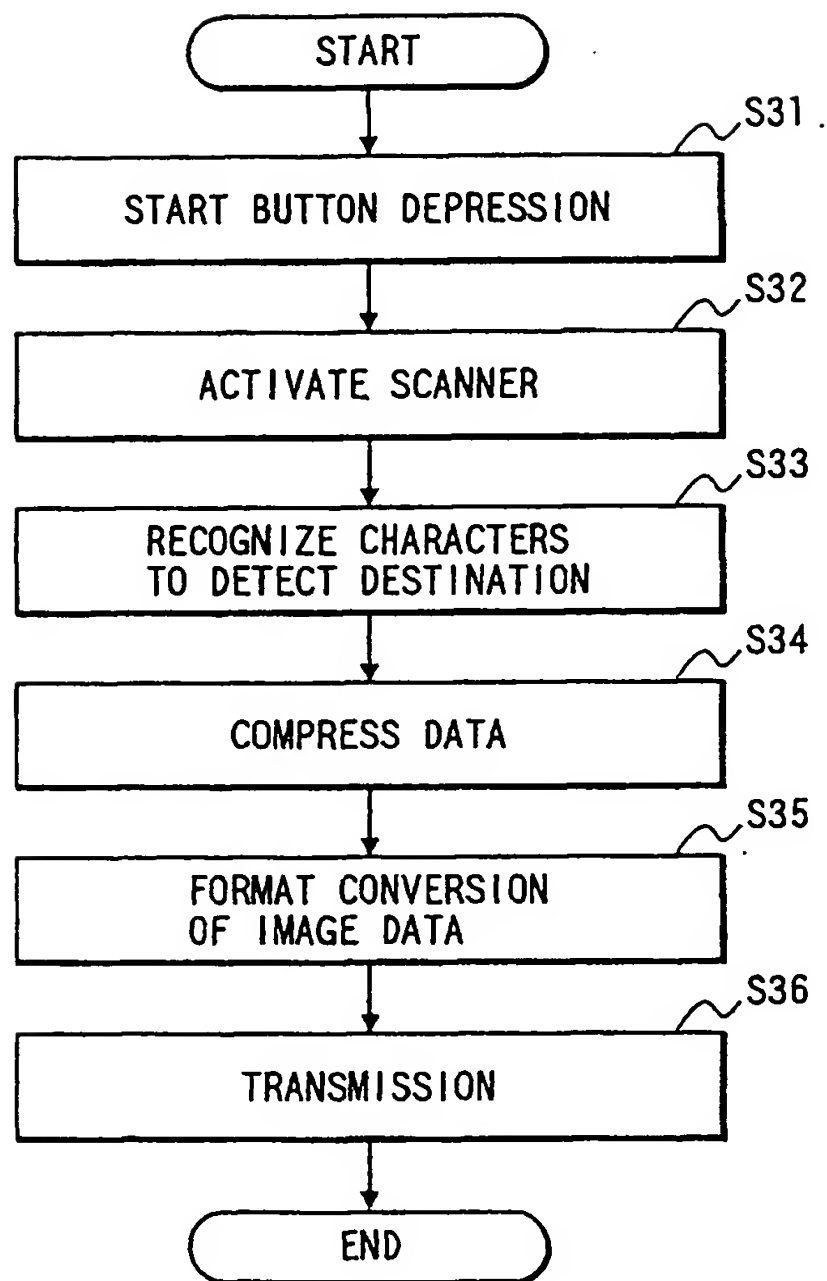 START
S31
START BUTTON DEPRESSION
S32
ACTIVATE SCANNER
S33
RECOGNIZE CHARACTERS
TO DETECT DESTINATION
S34
COMPRESS DATA
S35
FORMAT CONVERSION
OF IMAGE DATA
S36
TRANSMISSION
END